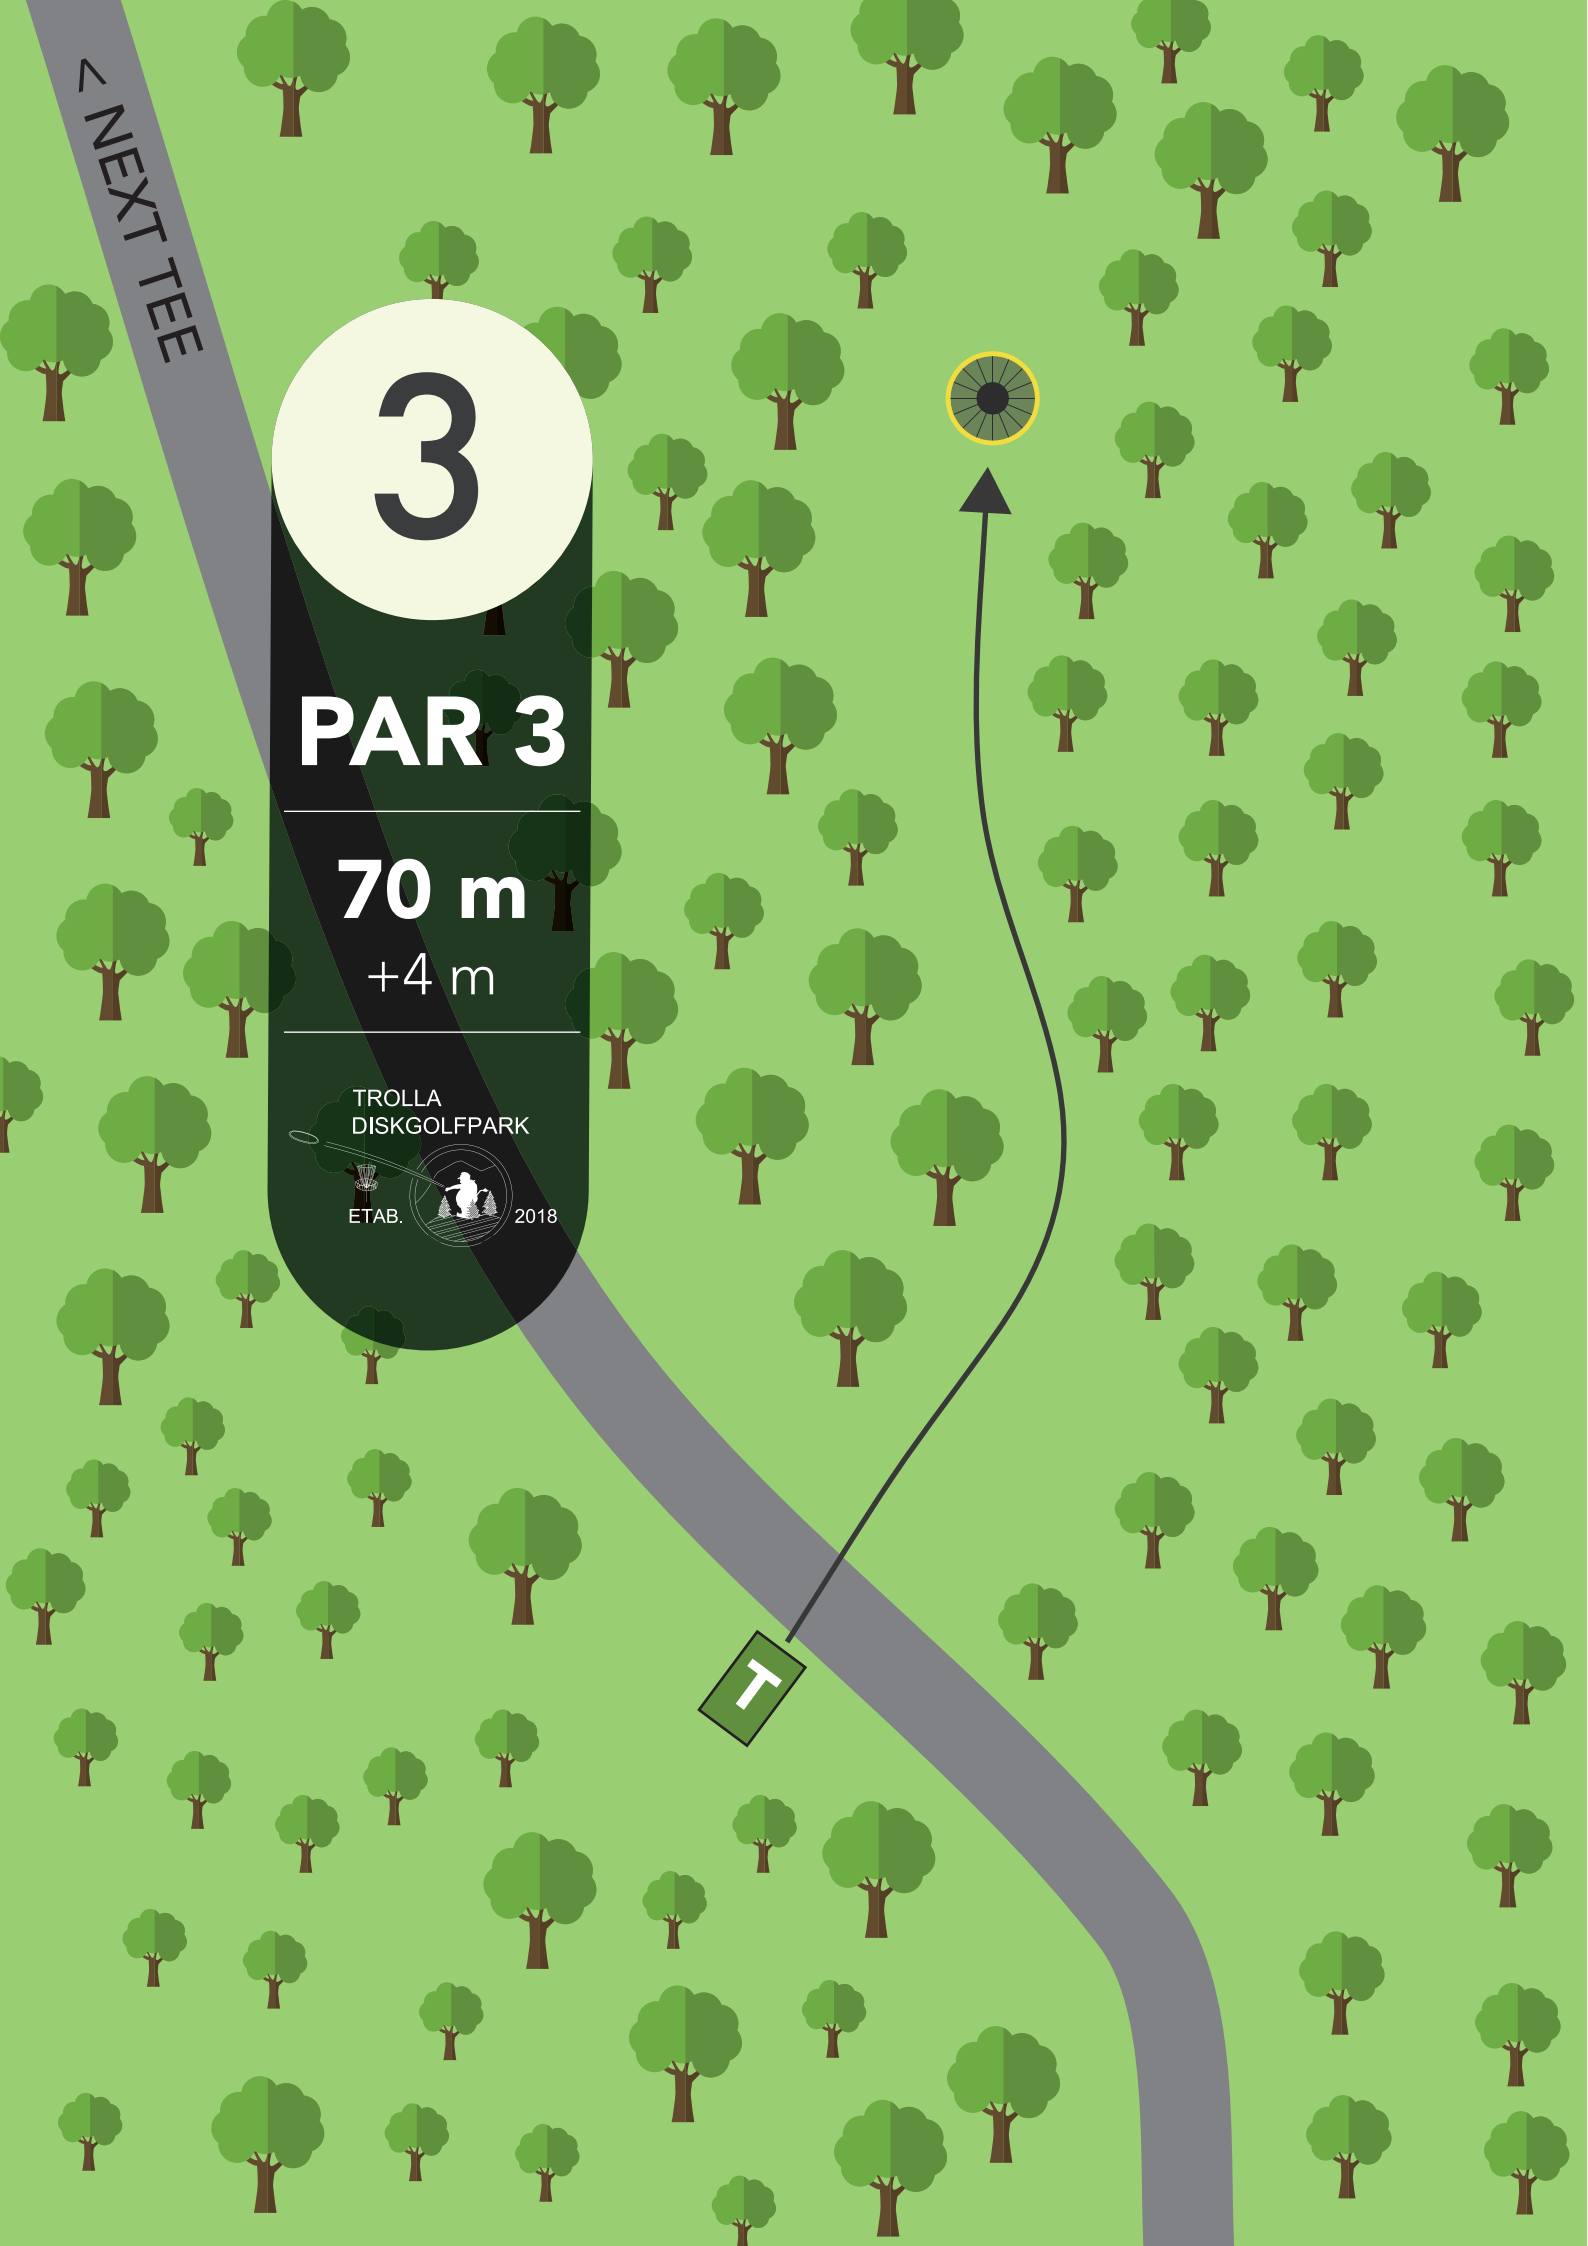 < NEXT TEE
3
PAR 3
70 m
+4 m
TROLLA
DISKGOLFPARK
ETAB. 2018
T